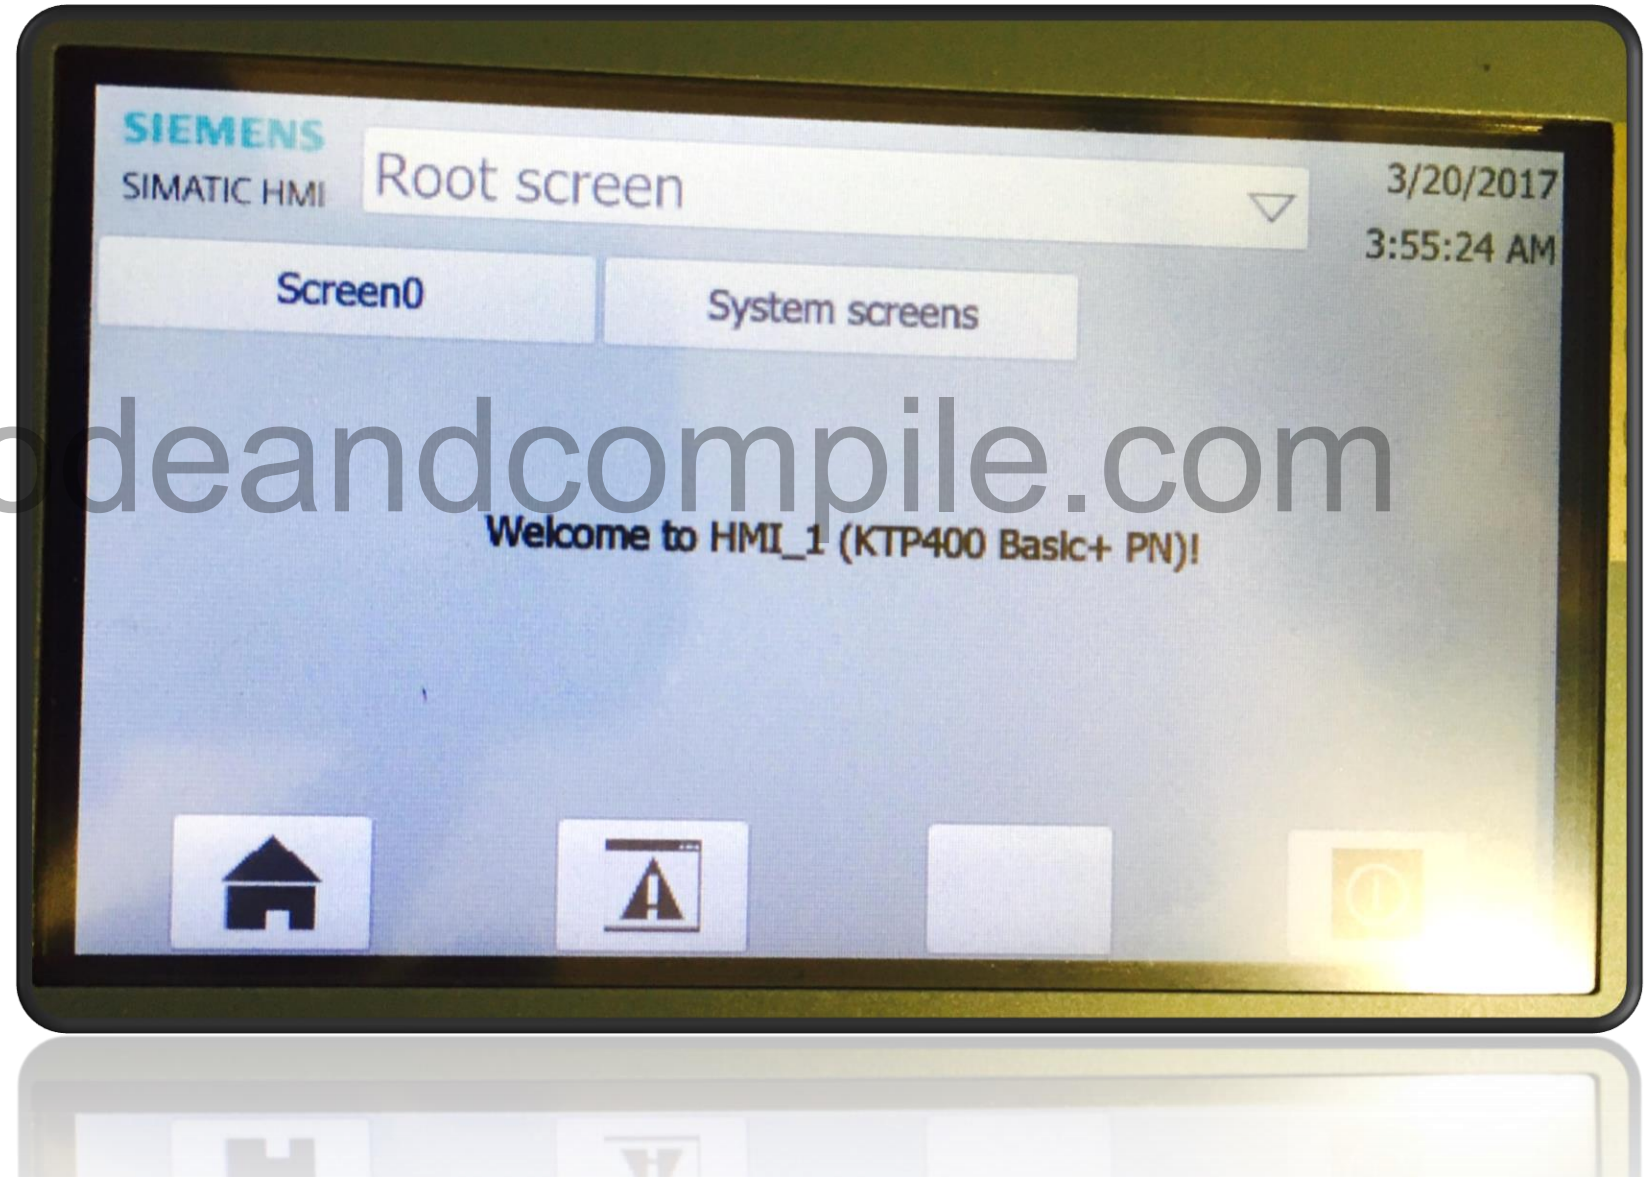 SIEMENS
SIMATIC HMI
Root screen
3/20/2017
3:55:24 AM
Screen0
System screens
odeandcompile.com
Welcome to HMI_1 (KTP400 Basic+ PN)!